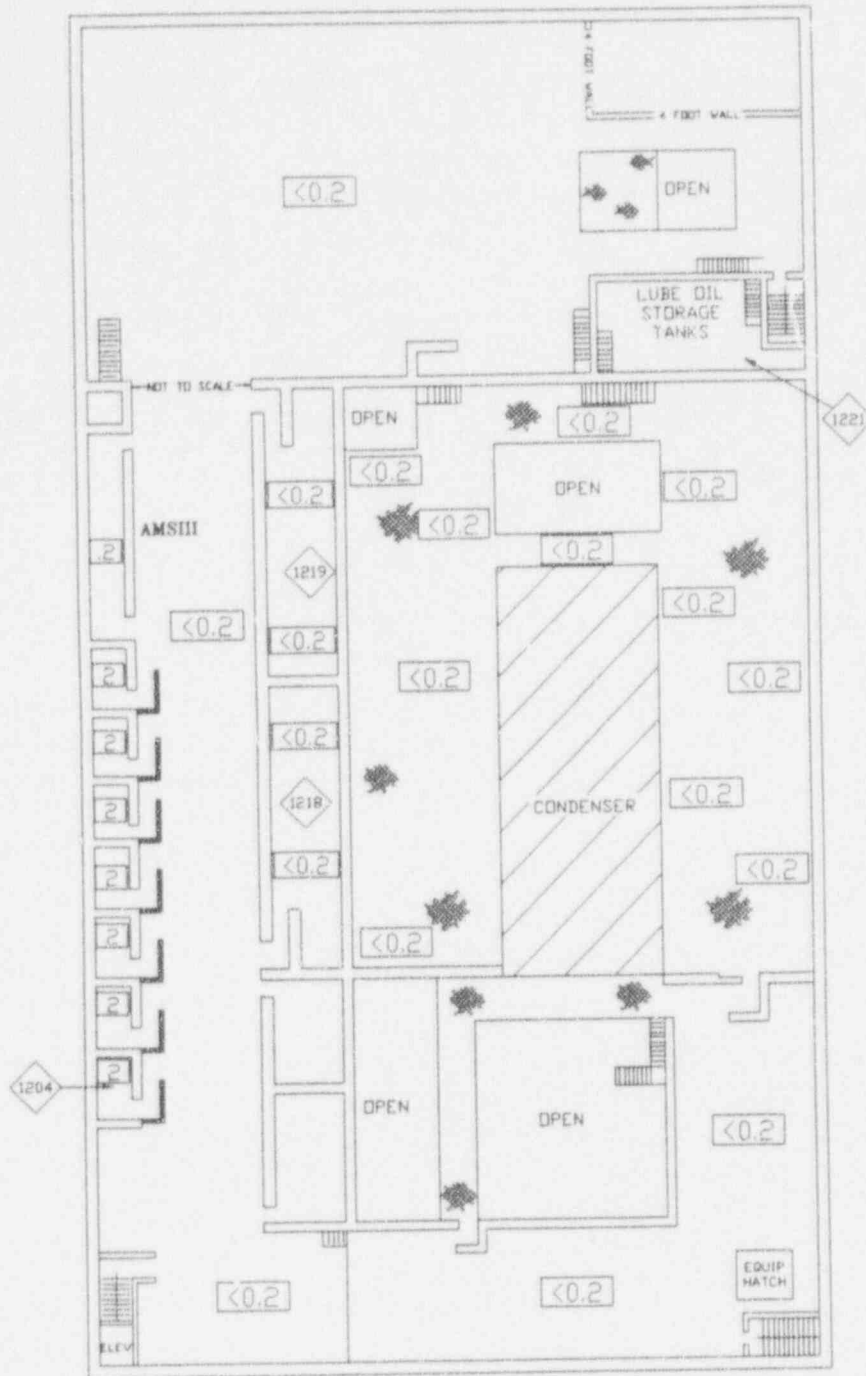 4 FOOT WALL
4 FOOT WALL
<0.2
OPEN
LUBE OIL
STORAGE
TANKS
NOT TO SCALE
OPEN
<0.2
1221
<0.2
<0.2
OPEN
<0.2
AMSIII
.2
<0.2
<0.2
1219
<0.2
<0.2
<0.2
2
<0.2
<0.2
2
<0.2
2
1218
CONDENSER
<0.2
2
<0.2
<0.2
2
<0.2
2
1204
2
OPEN
OPEN
<0.2
EQUIP
HATCH
<0.2
<0.2
ELEV